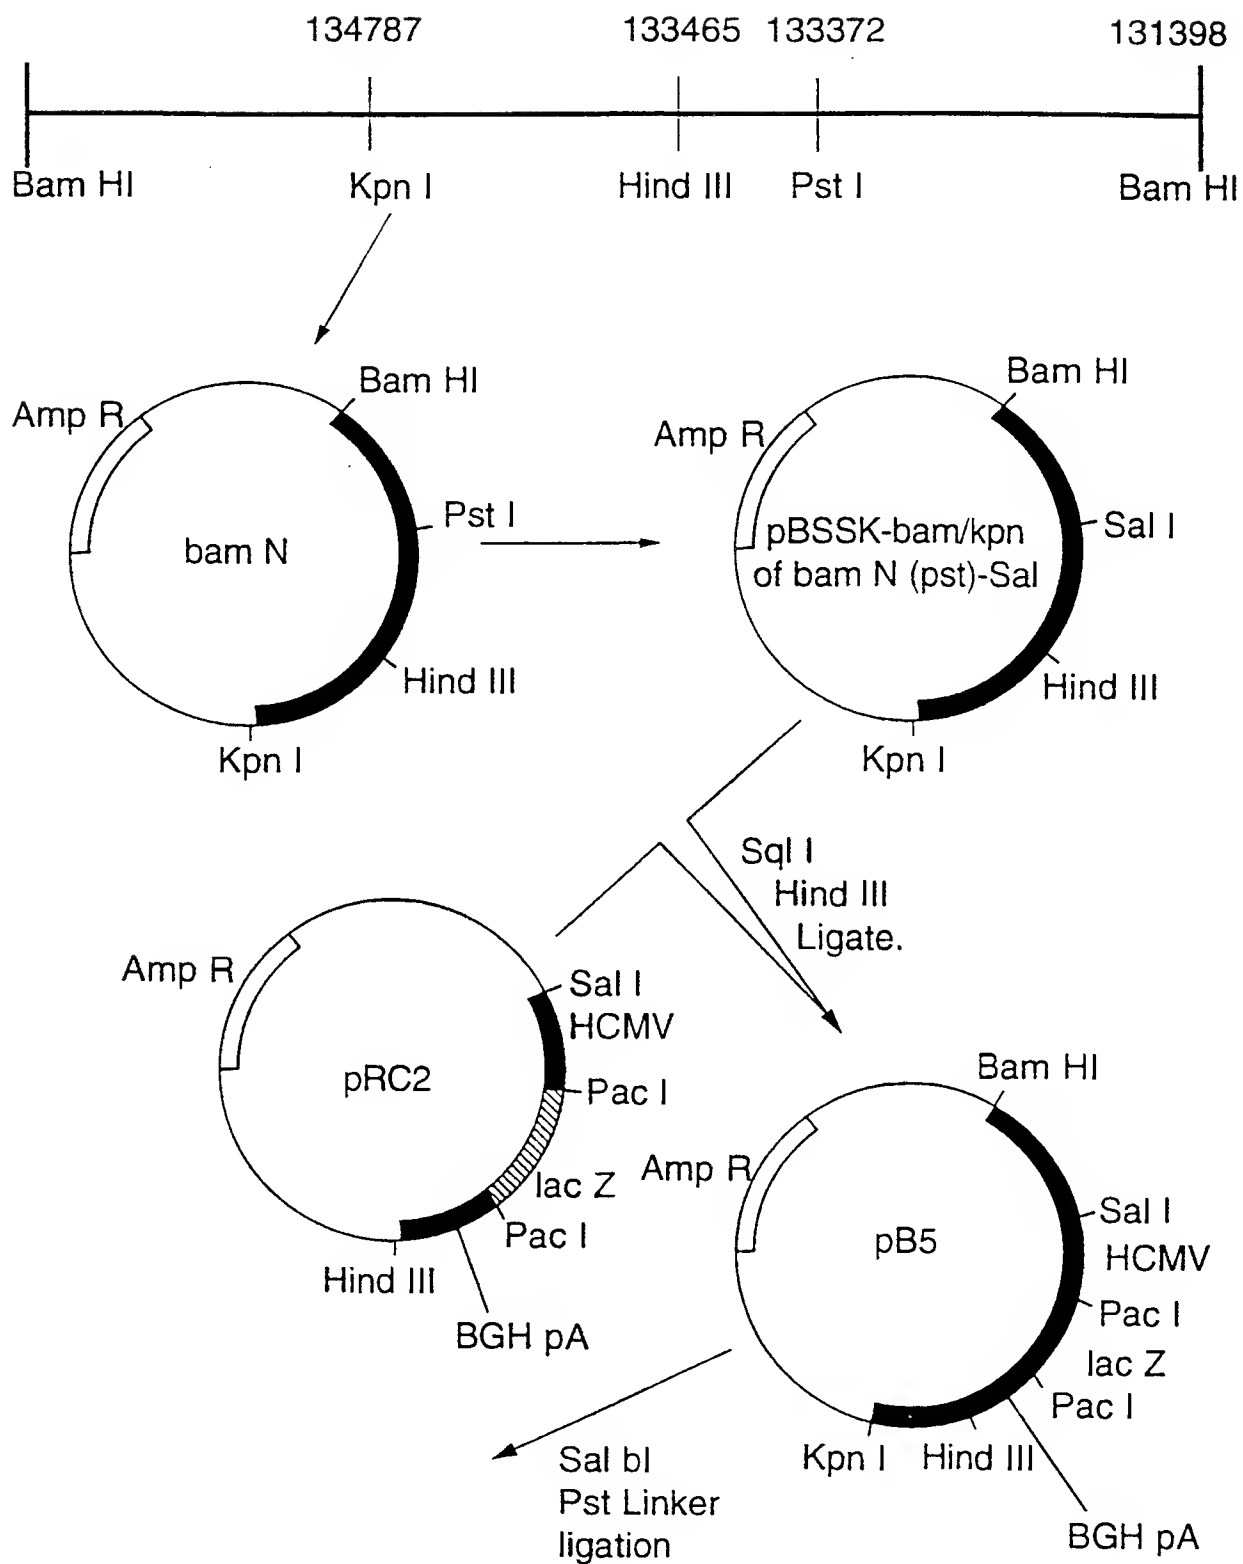 134787 133465 133372 131398
Bam HI Kpn I Hind III Pst I Bam HI
Bam HI
Amp R
bam N
Pst I
Hind III
Kpn I
Bam HI
Amp R
pBSSK-bam/kpn
of bam N (pst)-Sal
Sal I
Hind III
Kpn I
Sql I
Hind III
Ligate.
Amp R
Sal I
HCMV
pRC2
Pac I
lac Z
Pac I
Hind III
BGH pA
Bam HI
Amp R
Sal I
pB5
HCMV
Pac I
lac Z
Pac I
Kpn I Hind III
BGH pA
Sal bI
Pst Linker
ligation